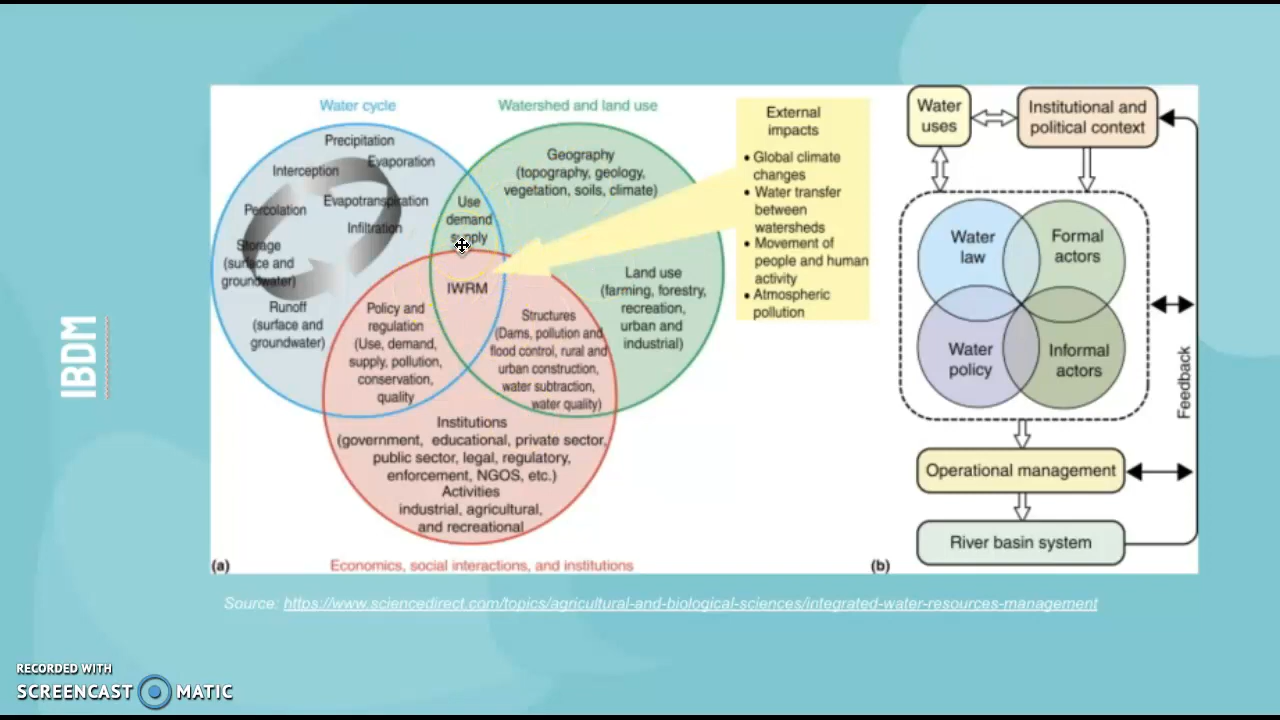 IBDM
Water cycle
Precipitation
Interception
Evaporation
Percolation
Evapotranspiration
Infiltration
Storage
(surface and
groundwater)
Runoff
(surface and
groundwater)
Watershed and land use
Geography
(topography, geology,
vegetation, soils, climate)
Use
demand
supply
Land use
(farming, forestry,
recreation,
urban and
industrial)
IWRM
Policy and
regulation
(Use, demand,
supply, pollution,
conservation,
quality
Structures
(Dams, pollution and
flood control, rural and
urban construction,
water subtraction,
water quality)
Institutions
(government, educational, private sector,
public sector, legal, regulatory,
enforcement, NGOS, etc.)
Activities
industrial, agricultural,
and recreational
Economics, social interactions, and institutions
(a)
External
impacts
• Global climate
changes
• Water transfer
between
watersheds
• Movement of
people and human
activity
• Atmospheric
pollution
Water
uses
Institutional and
political context
Water
law
Formal
actors
Water
policy
Informal
actors
Feedback
Operational management
River basin system
(b)
Source: https://www.sciencedirect.com/topics/agricultural-and-biological-sciences/integrated-water-resources-management
RECORDED WITH
SCREENCAST MATIC